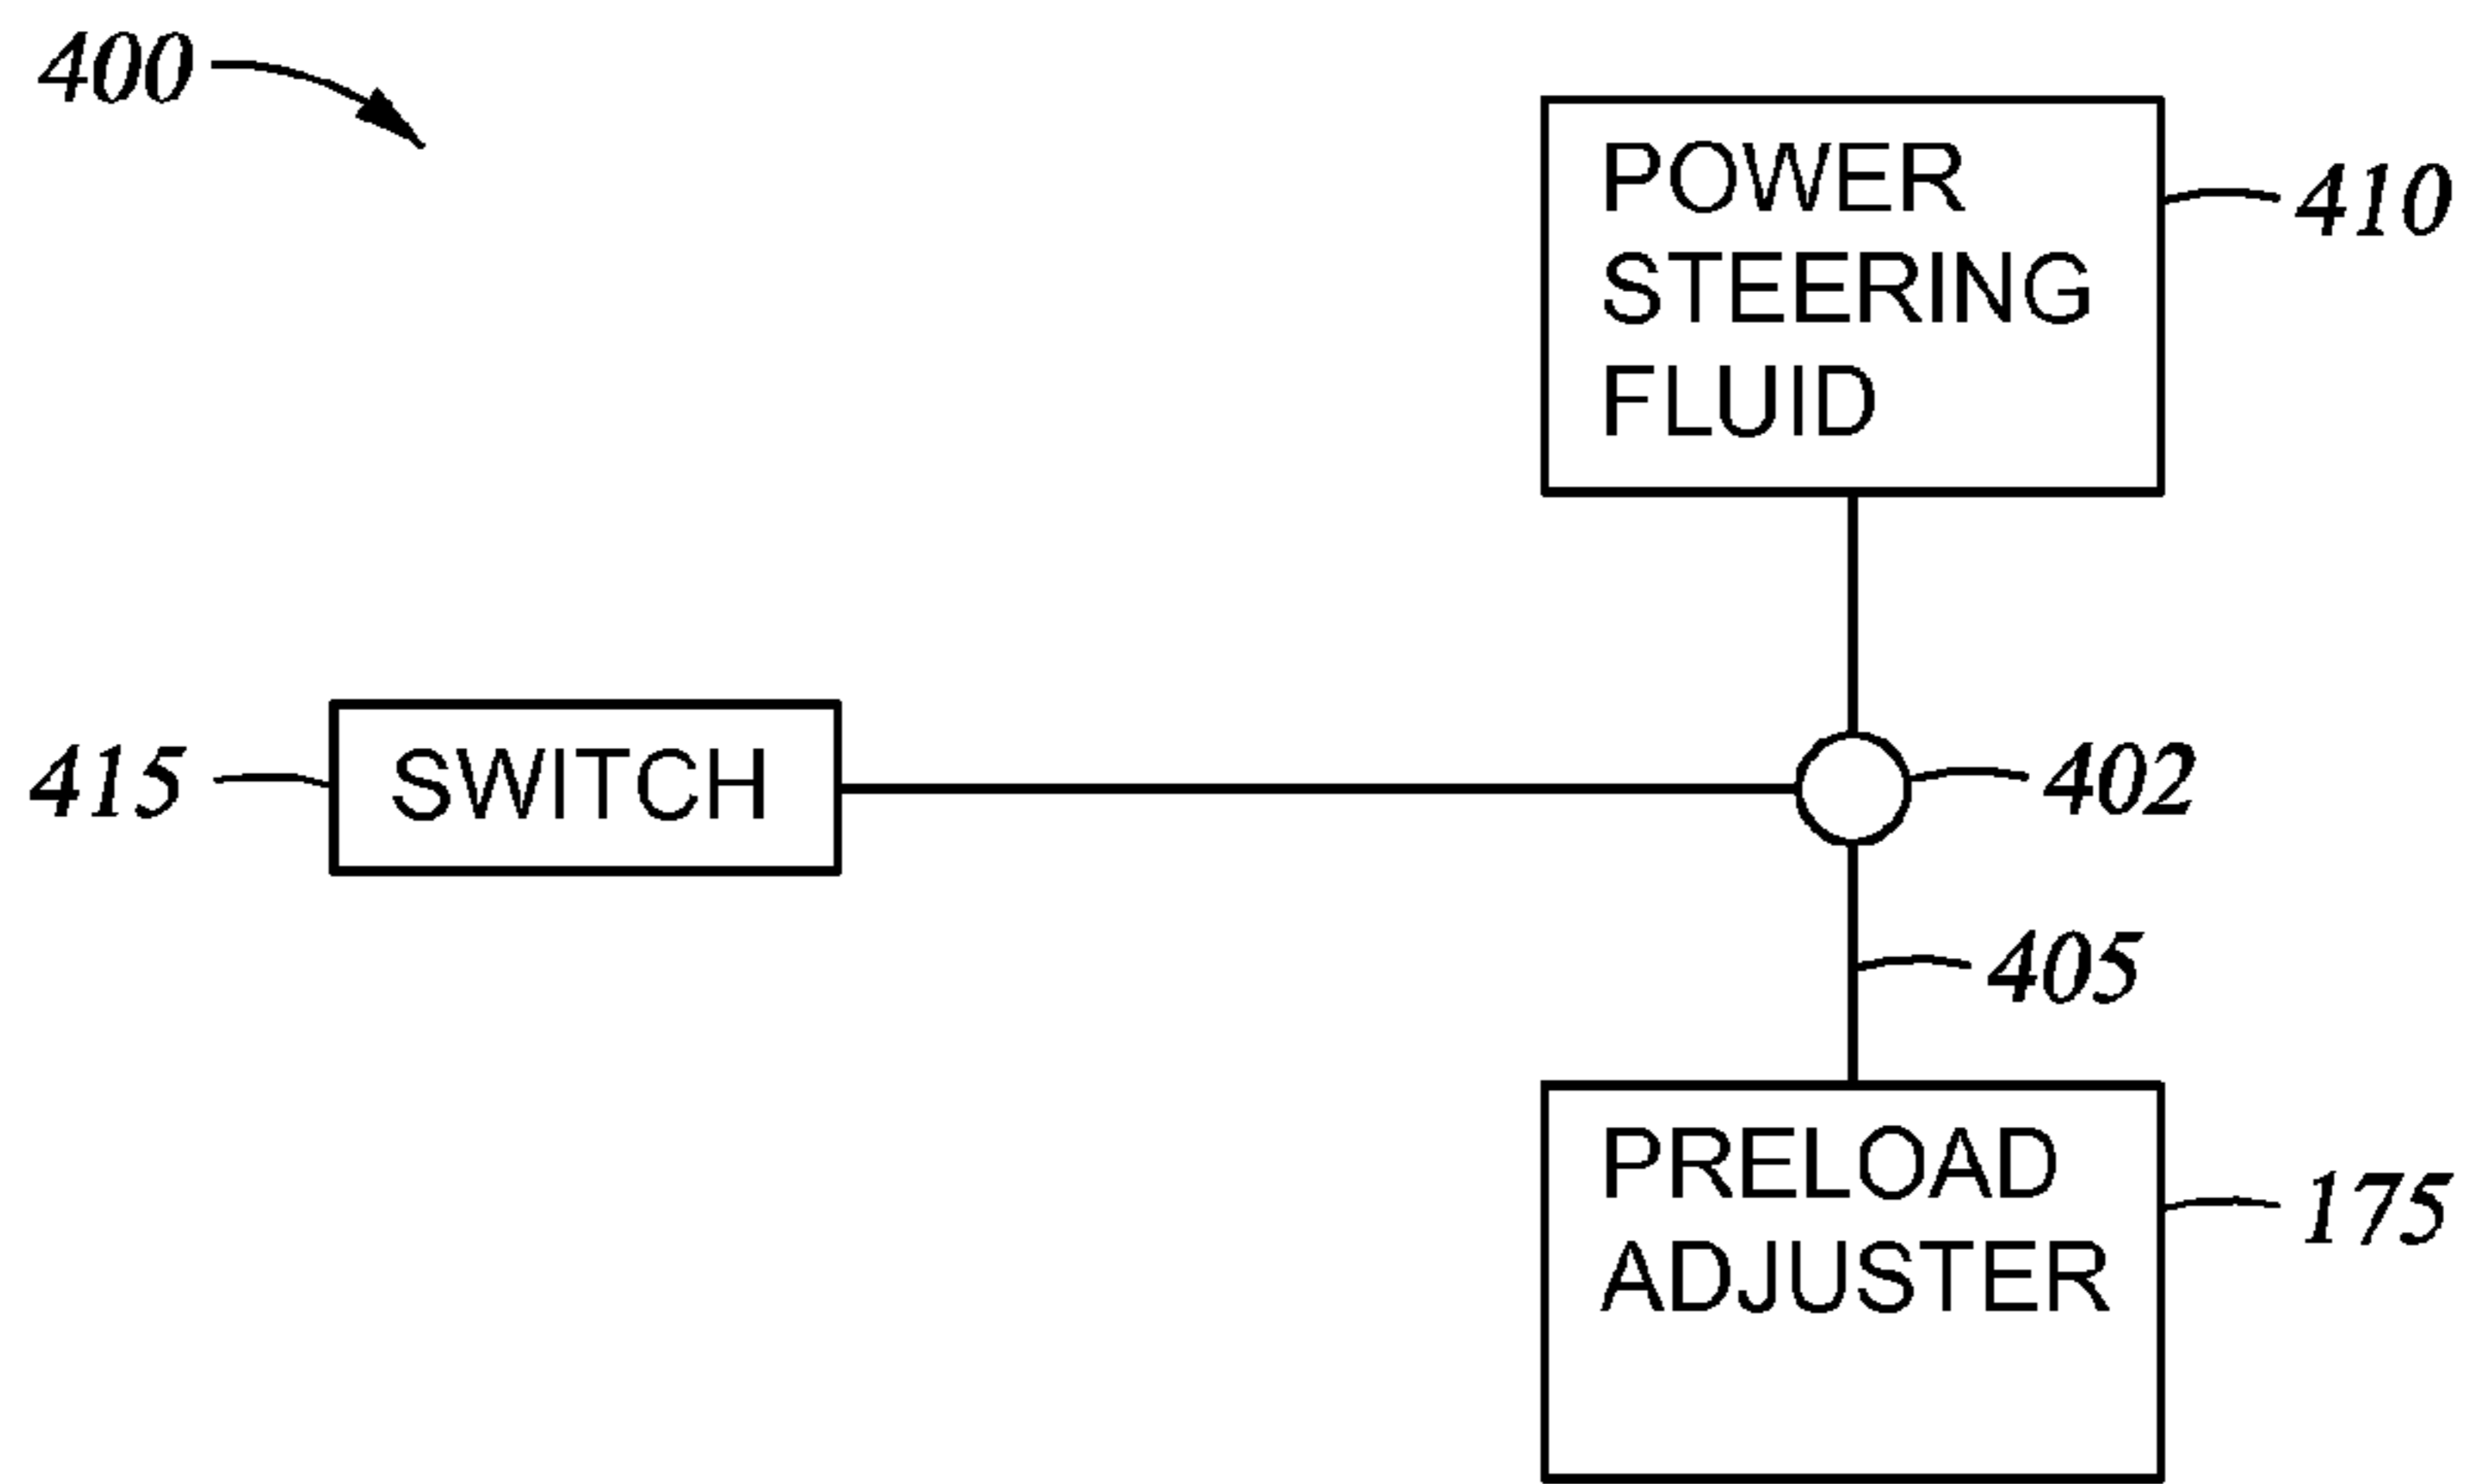 400
POWER
STEERING
FLUID
410
415
SWITCH
402
405
PRELOAD
ADJUSTER
175